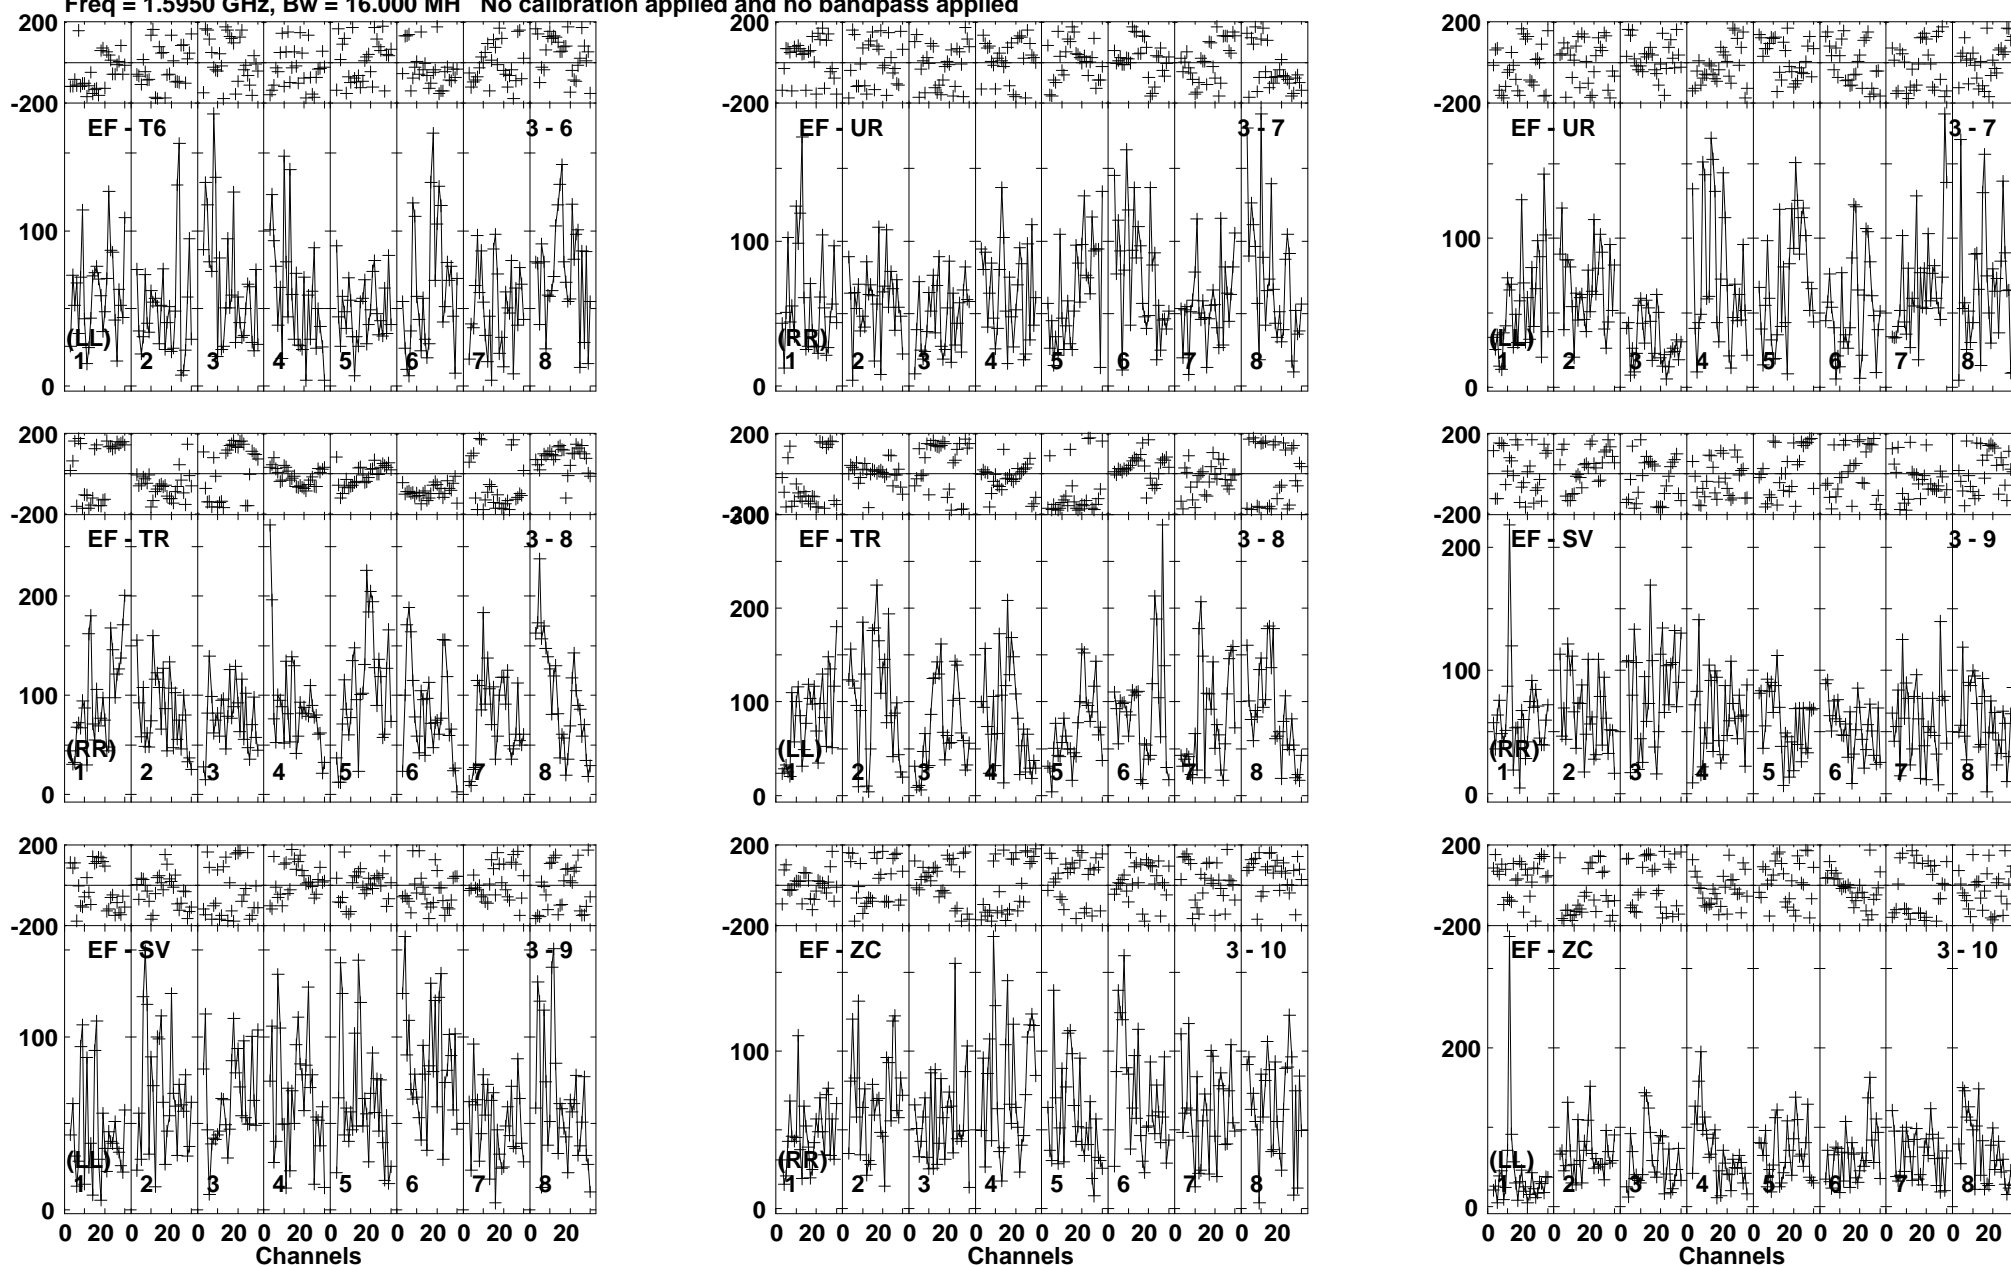 Freq = 1.5950 GHz, Bw = 16.000 MH No calibration applied and no bandpass applied
200 200 200
-200 -200 -200
EF - T6 3 - 6 EF - UR 3 - 7 EF - UR 3 - 7
100 100 100
(LL) (RR) (LL)
1 2 3 4 5 6 7 8 1 2 3 4 5 6 7 8 1 2 3 4 5 6 7 8
0 0 0
200 200 200
-200 -200 -200
300
EF - TR 3 - 8 EF - TR 3 - 8 EF - SV 3 - 9
200 200 200
100 100 100
(RR) (LL) (RR)
1 2 3 4 5 6 7 8 1 2 3 4 5 6 7 8 1 2 3 4 5 6 7 8
0 0 0
200 200 200
-200 -200 -200
EF - SV 3 - 9 EF - ZC 3 - 10 EF - ZC 3 - 10
100 100 200
(LL) (RR) (LL)
1 2 3 4 5 6 7 8 1 2 3 4 5 6 7 8 1 2 3 4 5 6 7 8
0 0 0
0 20 0 20 0 20 0 20 0 20 0 20 0 20 0 20 0 20 0 20 0 20 0 20 0 20 0 20 0 20 0 20 0 20 0 20 0 20 0 20 0 20 0 20 0 20 0 20
Channels Channels Channels